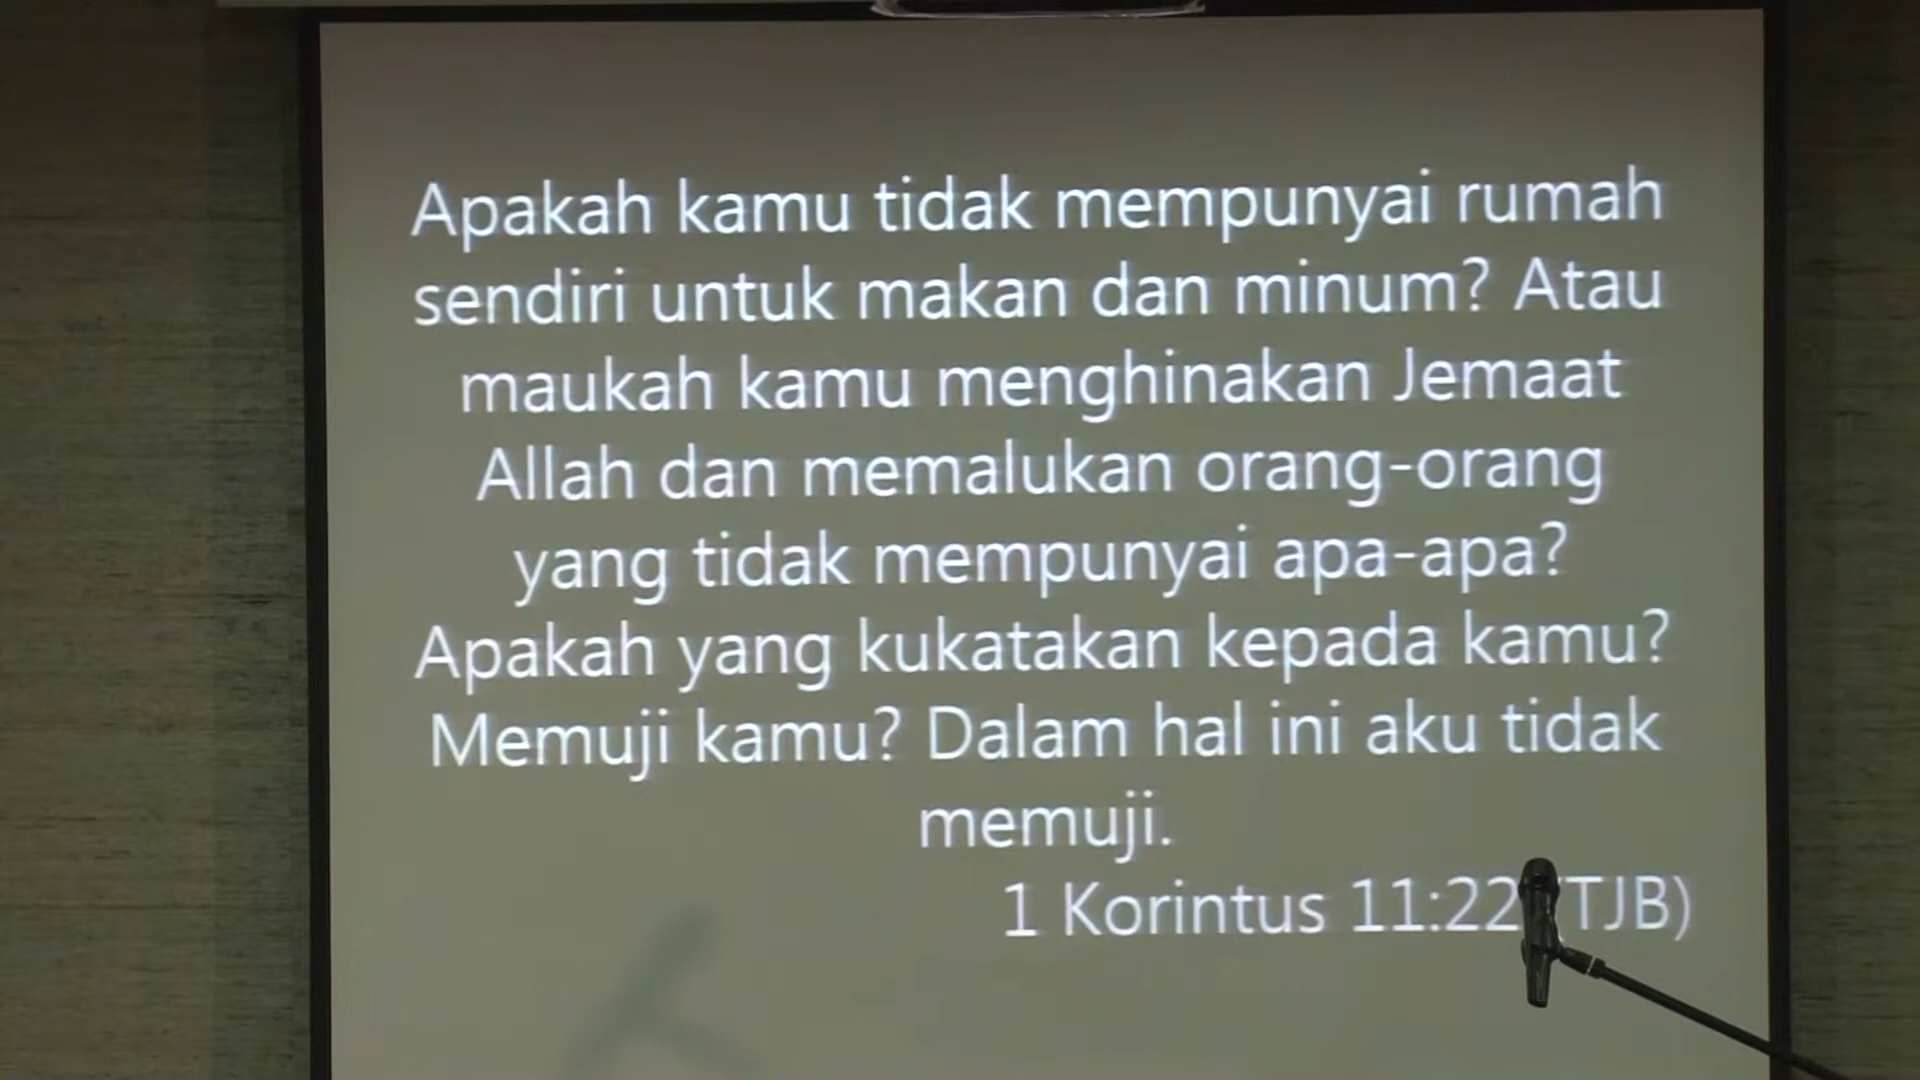 Apakah kamu tidak mempunyai rumah
sendiri untuk makan dan minum? Atau
maukah kamu menghinakan Jemaat
Allah dan memalukan orang-orang
yang tidak mempunyai apa-apa?
Apakah yang kukatakan kepada kamu?
Memuji kamu? Dalam hal ini aku tidak
memuji.
1 Korintus 11:22 (TJB)